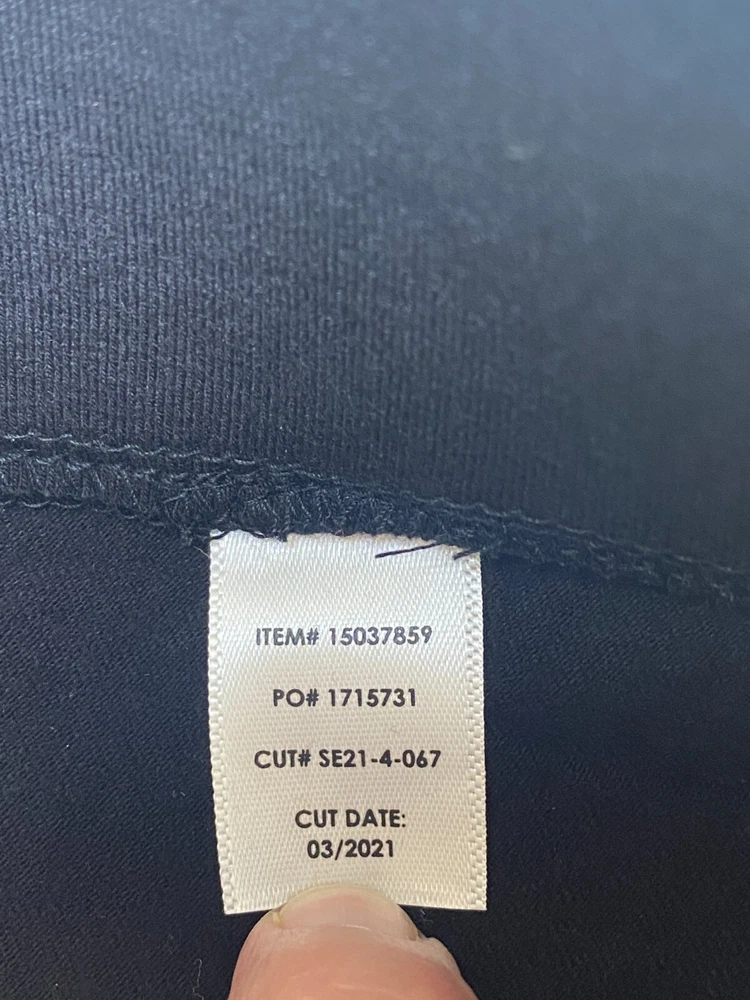 ITEM# 15037859
PO# 1715731
CUT# SE21-4-067
CUT DATE:
03/2021